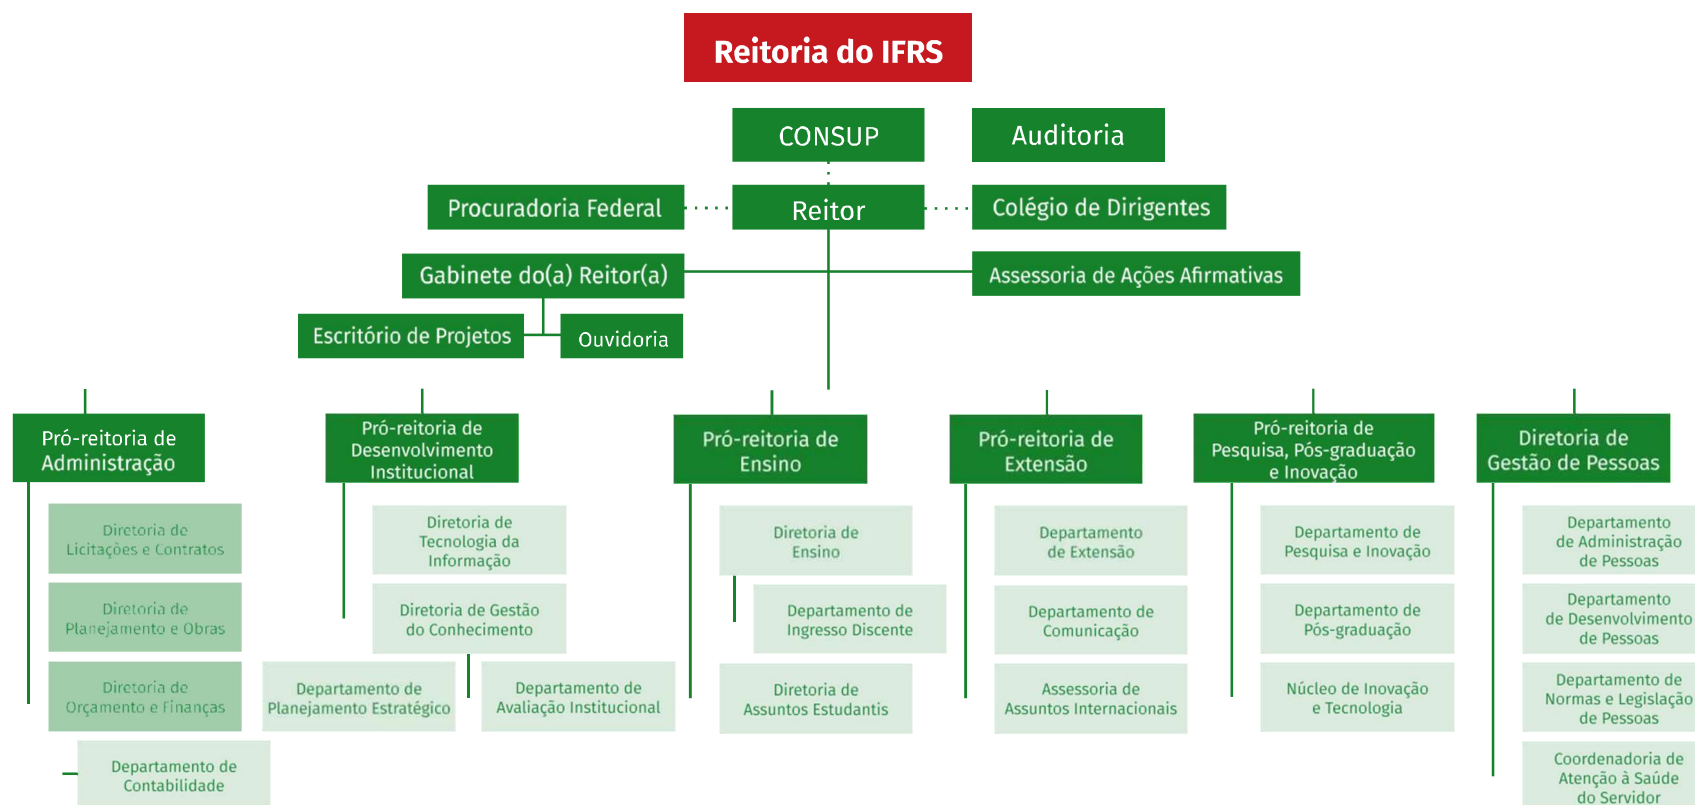 Reitoria do IFRS
CONSUP
Auditoria
Procuradoria Federal
Reitor
Colégio de Dirigentes
Gabinete do(a) Reitor(a)
Assessoria de Ações Afirmativas
Escritório de Projetos
Ouvidoria
Pró-reitoria de
Administração
Diretoria de
Licitações e Contratos
Diretoria de
Planejamento e Obras
Diretoria de
Orçamento e Finanças
Departamento de
Contabilidade
Pró-reitoria de
Desenvolvimento
Institucional
Diretoria de
Tecnologia da
Informação
Diretoria de Gestão
do Conhecimento
Departamento de
Planejamento Estratégico
Departamento de
Avaliação Institucional
Pró-reitoria de
Ensino
Diretoria de
Ensino
Departamento de
Ingresso Discente
Diretoria de
Assuntos Estudantis
Pró-reitoria de
Extensão
Departamento
de Extensão
Departamento de
Comunicação
Assessoria de
Assuntos Internacionais
Pró-reitoria de
Pesquisa, Pós-graduação
e Inovação
Departamento de
Pesquisa e Inovação
Departamento de
Pós-graduação
Núcleo de Inovação
e Tecnologia
Diretoria de
Gestão de Pessoas
Departamento
de Administração
de Pessoas
Departamento
de Desenvolvimento
de Pessoas
Departamento de
Normas e Legislação
de Pessoas
Coordenadoria de
Atenção à Saúde
do Servidor